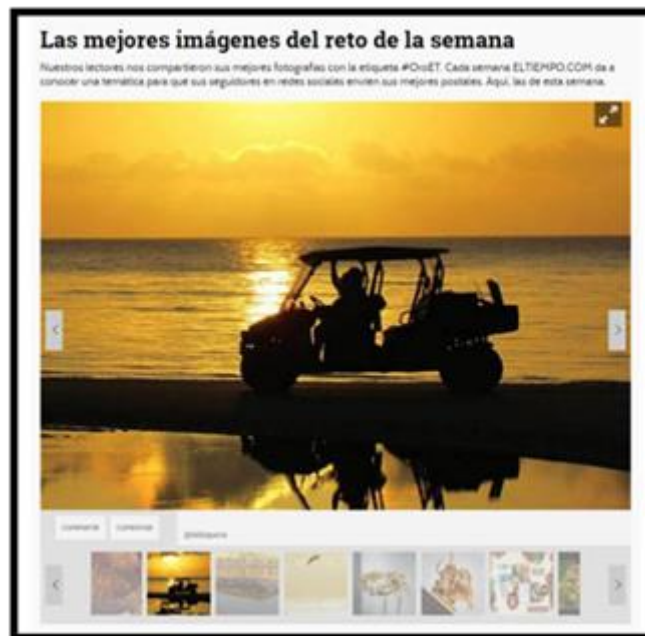 Las mejores imágenes del reto de la semana
Nuestros lectores nos compartieron sus mejores fotografías con la etiqueta #OroET. Cada semana ELTIEMPO.COM da a
conocer una temática para que sus seguidores en redes sociales envíen sus mejores postales. Aquí, las de esta semana.